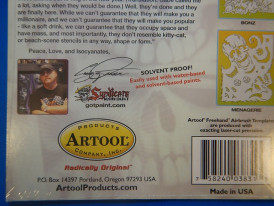 a lot, asking when they would be done.) Well, they're done and they
are finally here. While we can't guarantee that they will make you a
millionaire, and we can't guarantee that they will make you popular
like a soft drink, we can guarantee that they occupy space and
have mass, and most importantly, they don't resemble kitty-cat,
or beach-scene stencils in any way, shape or form."
Peace, Love, and Isocyanates,
BONE
SOLVENT PROOF!
Easily used with water-based
and solvent-based paints.
Syndicate
gotpaint.com
MENAGERIE
Artool Freehand Airbrush Templates
are produced with
exacting laser-cut precision.
PRODUCTS
ARTOOL
COMPANY, INC.
Radically Original
P.O. Box 14397 Portland, Oregon 97293 USA
ArtoolProducts.com
Made in USA